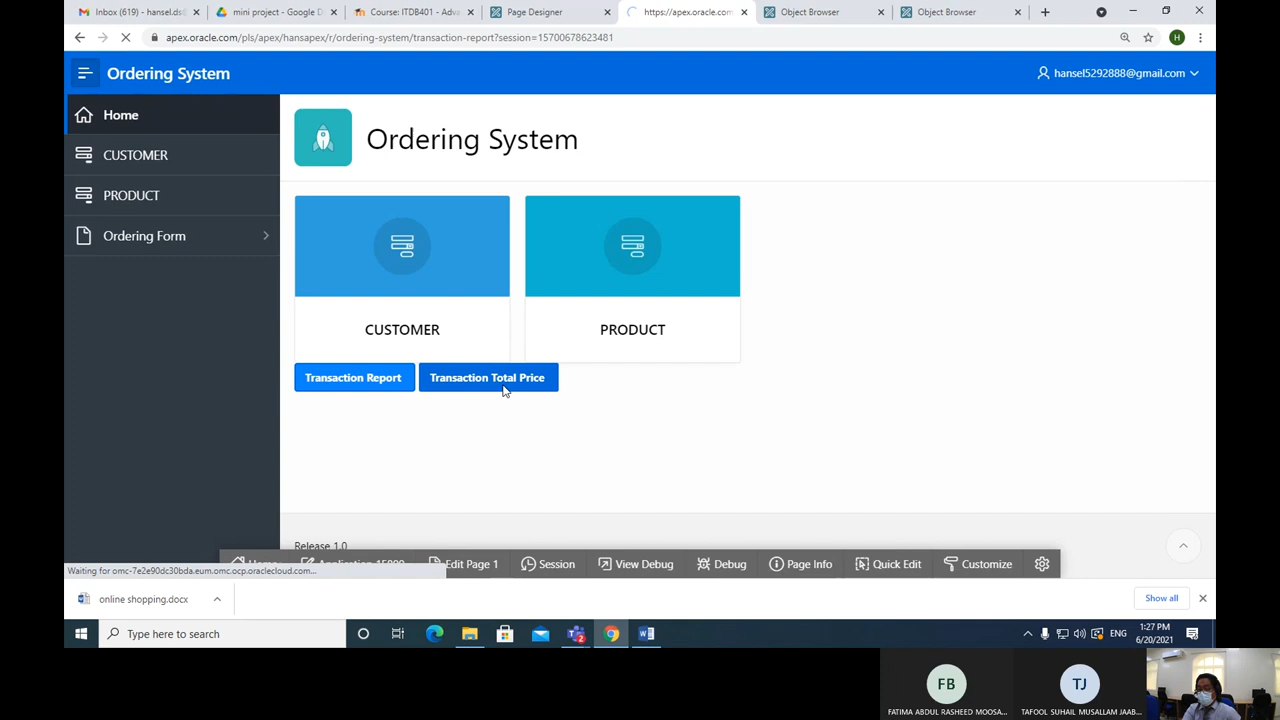 Inbox (619) - hansel.ds
mini project - Google D
Course: ITDB401 - Adva
Page Designer
https://apex.oracle.com
Object Browser
Object Browser
apex.oracle.com/pls/apex/hansapex/r/ordering-system/transaction-report?session=15700678623481
H
Ordering System
hansel5292888@gmail.com
Home
CUSTOMER
PRODUCT
Ordering Form
Ordering System
CUSTOMER
PRODUCT
Transaction Report
Transaction Total Price
Release 1.0
Home
Application 15800
Edit Page 1
Session
View Debug
Debug
Page Info
Quick Edit
Customize
Waiting for omc-7e2e90dc30bda.eum.omc.ocp.oraclecloud.com...
online shopping.docx
Show all
Type here to search
ENG
1:27 PM
6/20/2021
FB
FATIMA ABDUL RASHEED MOOSA...
TJ
TAFOOL SUHAIL MUSALLAM JAAB...